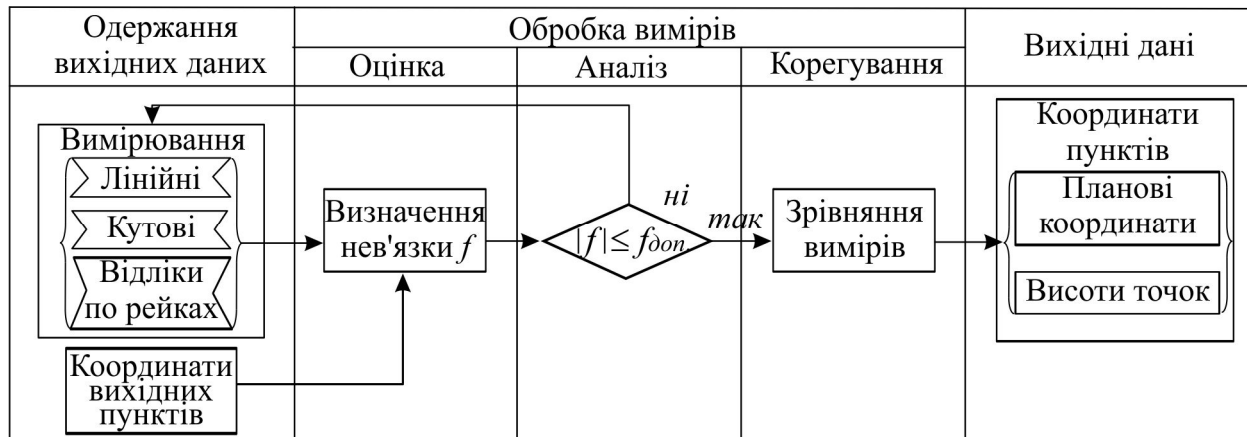 Одержання
вихідних даних
Обробка вимірів
Оцінка
Аналіз
Корегування
Вихідні дані
Вимірювання
Лінійні
Кутові
Відліки
по рейках
Координати
вихідних
пунктів
Визначення
нев'язки f
|f| ≤ fдоп.
ні
так
Зрівняння
вимірів
Координати
пунктів
Планові
координати
Висоти точок